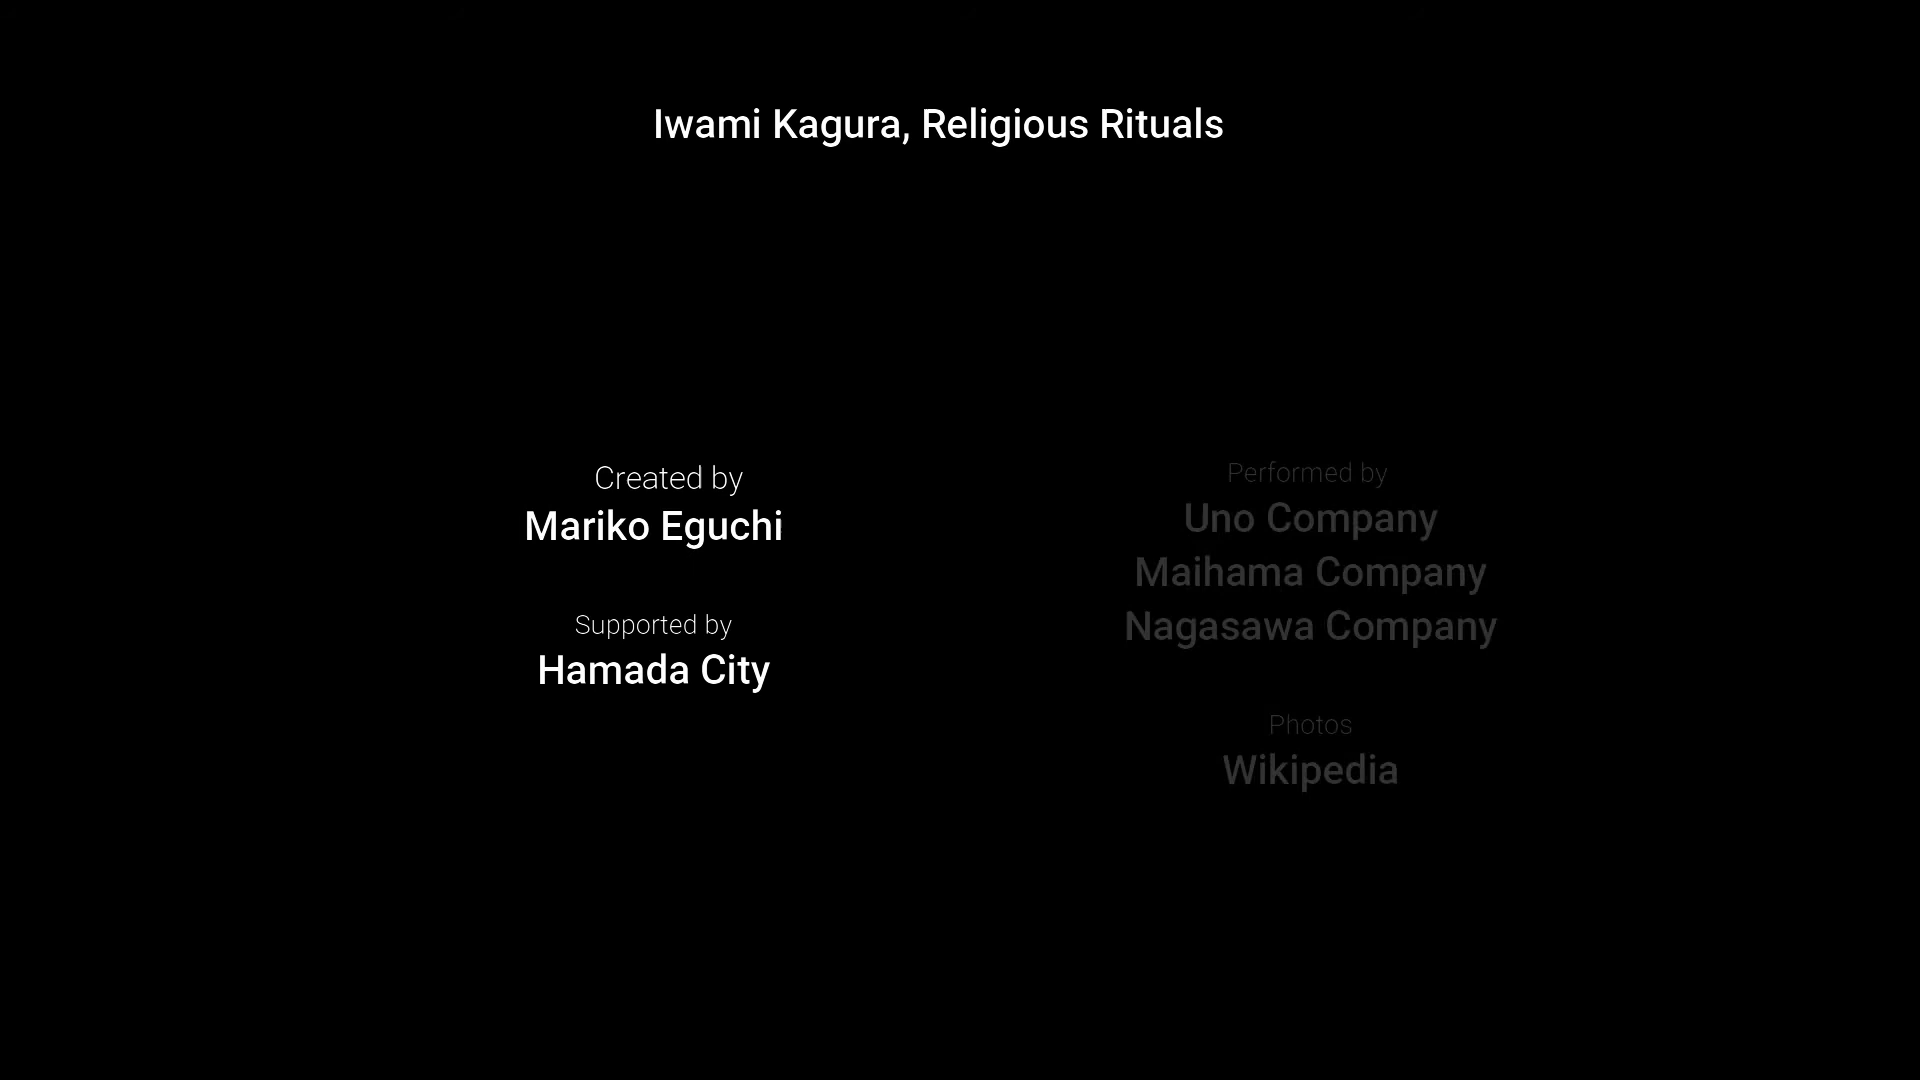 Iwami Kagura, Religious Rituals
Created by
Mariko Eguchi
Supported by
Hamada City
Performed by
Uno Company
Maihama Company
Nagasawa Company
Photos
Wikipedia